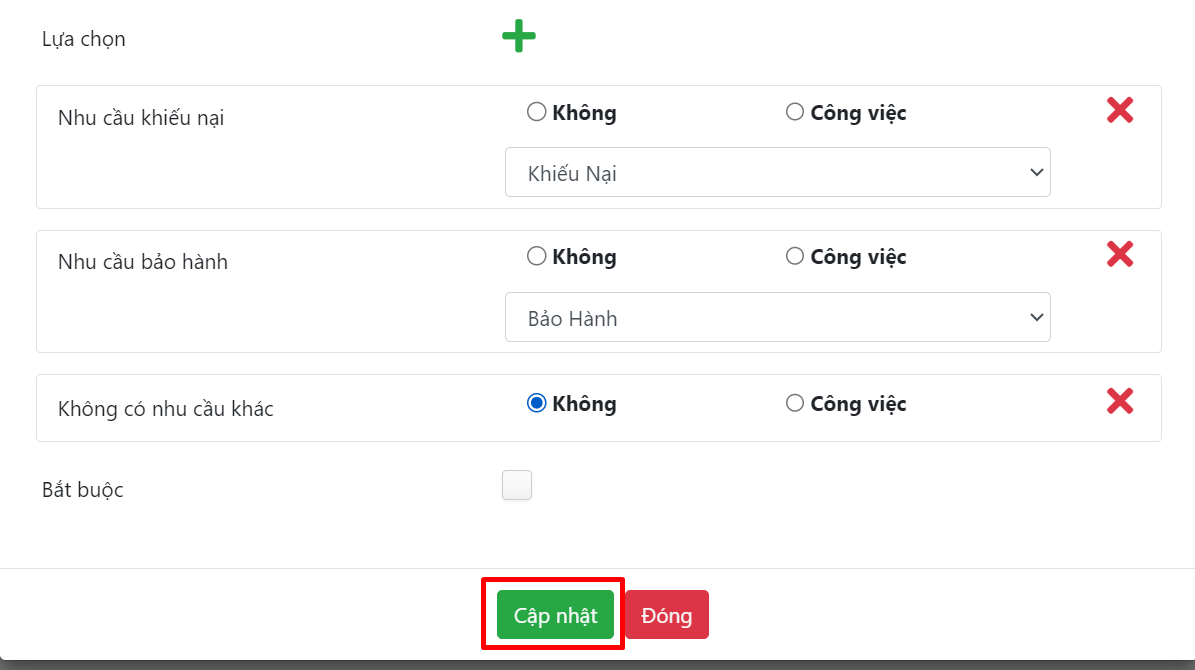 Lựa chọn
Nhu cầu khiếu nại
Không
Công việc
Khiếu Nại
Nhu cầu bảo hành
Không
Công việc
Bảo Hành
Không có nhu cầu khác
Không
Công việc
Bắt buộc
Cập nhật
Đóng